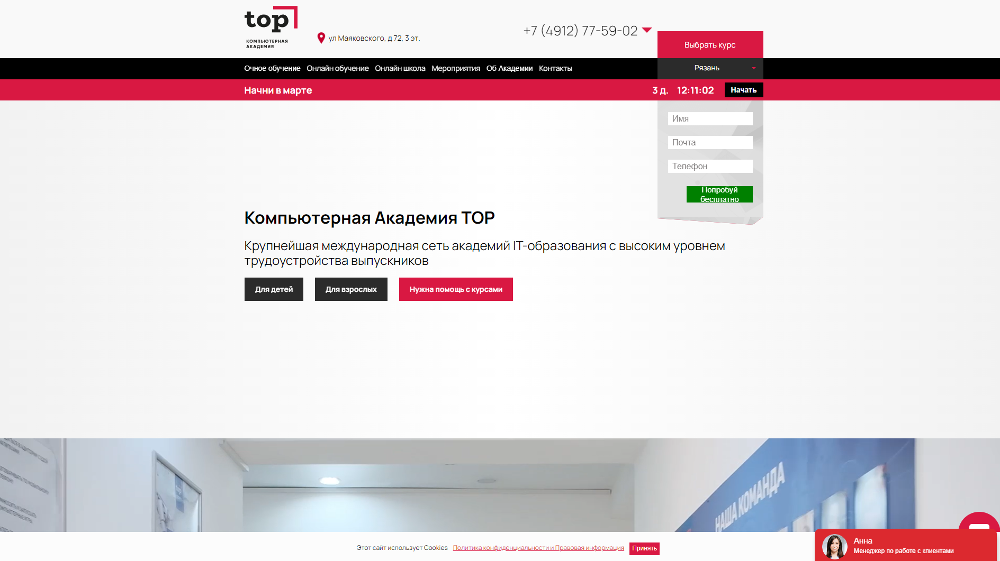 top
КОМПЬЮТЕРНАЯ
АКАДЕМИЯ
ул Маяковского, д 72, 3 эт.
+7 (4912) 77-59-02
Выбрать курс
Очное обучение Онлайн обучение Онлайн школа Мероприятия Об Академии Контакты
Рязань
Начни в марте
3 д. 12:11:02
Начать
Имя
Почта
Телефон
Попробуй
бесплатно
Компьютерная Академия TOP
Крупнейшая международная сеть академий IT-образования с высоким уровнем
трудоустройства выпускников
Для детей
Для взрослых
Нужна помощь с курсами
НАША КОМАНДА
Этот сайт использует Cookies Политика конфиденциальности и Правовая информация Принять
Анна
Менеджер по работе с клиентами